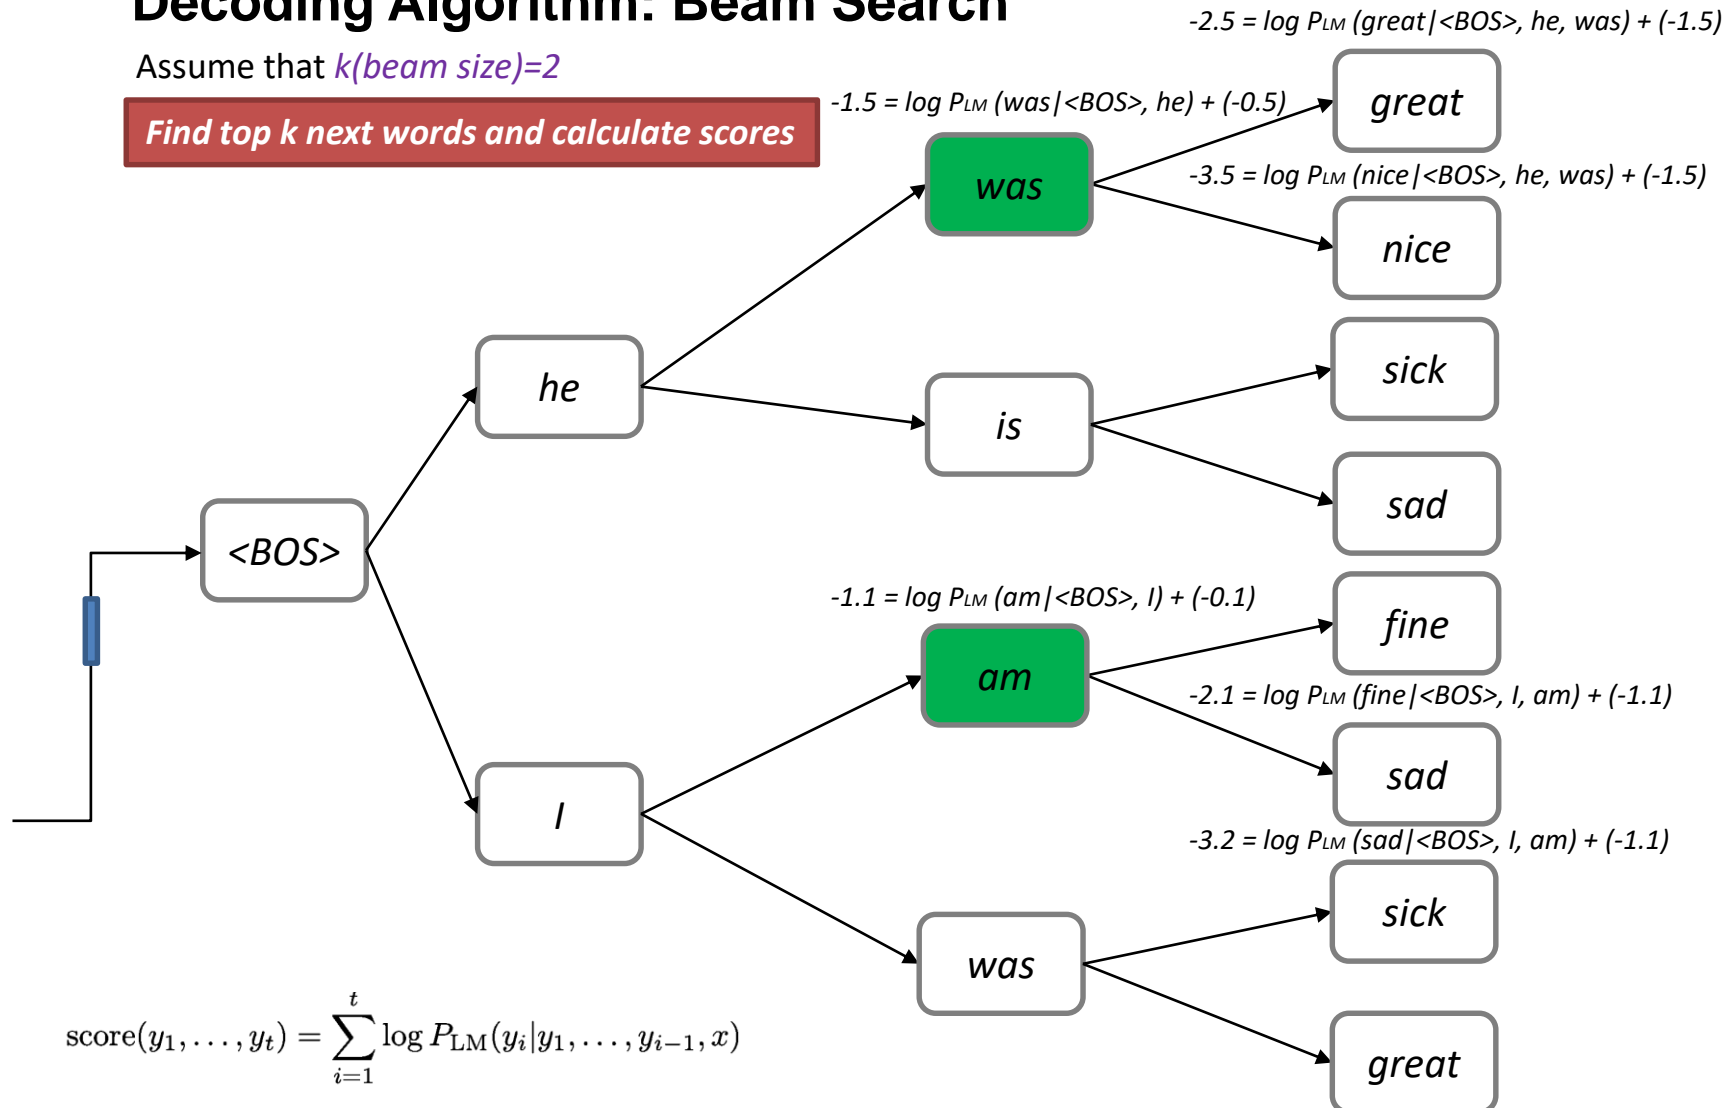 Decoding Algorithm: Beam Search
Assume that k(beam size)=2
Find top k next words and calculate scores
-2.5 = log PLM (great|<BOS>, he, was) + (-1.5)
great
-1.5 = log PLM (was|<BOS>, he) + (-0.5)
was
-3.5 = log PLM (nice|<BOS>, he, was) + (-1.5)
nice
he
is
sick
sad
<BOS>
-1.1 = log PLM (am|<BOS>, I) + (-0.1)
am
fine
-2.1 = log PLM (fine|<BOS>, I, am) + (-1.1)
sad
-3.2 = log PLM (sad|<BOS>, I, am) + (-1.1)
I
was
sick
great
score(y₁, . . . , yₜ) = ∑ᵢ₌₁ᵗ log P_LM(yᵢ|y₁, . . . , yᵢ₋₁, x)